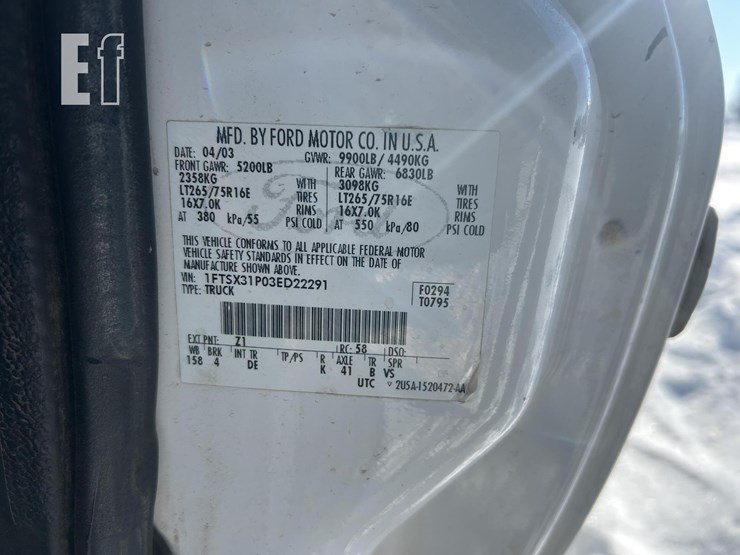 Ef
MFD. BY FORD MOTOR CO. IN U.S.A.
DATE: 04/03 GVWR: 9900LB/ 4490KG
FRONT GAWR: 5200LB REAR GAWR: 6830LB
2358KG WITH 3098KG WITH
LT265/75R16E TIRES LT265/75R16E TIRES
16X7.0K RIMS 16X7.0K RIMS
AT 380 kPa/55 PSI COLD AT 550 kPa/80 PSI COLD
Ford
THIS VEHICLE CONFORMS TO ALL APPLICABLE FEDERAL MOTOR
VEHICLE SAFETY STANDARDS IN EFFECT ON THE DATE OF
MANUFACTURE SHOWN ABOVE.
VIN: 1FTSX31P03ED22291 F0294
TYPE: TRUCK T0795
EXT PNT: Z1 RC: 58 DSO:
WB BRK INT TR TP/PS R AXLE TR SPR
158 4 DE K 41 B VS
UTC 2U5A-1520472-AA